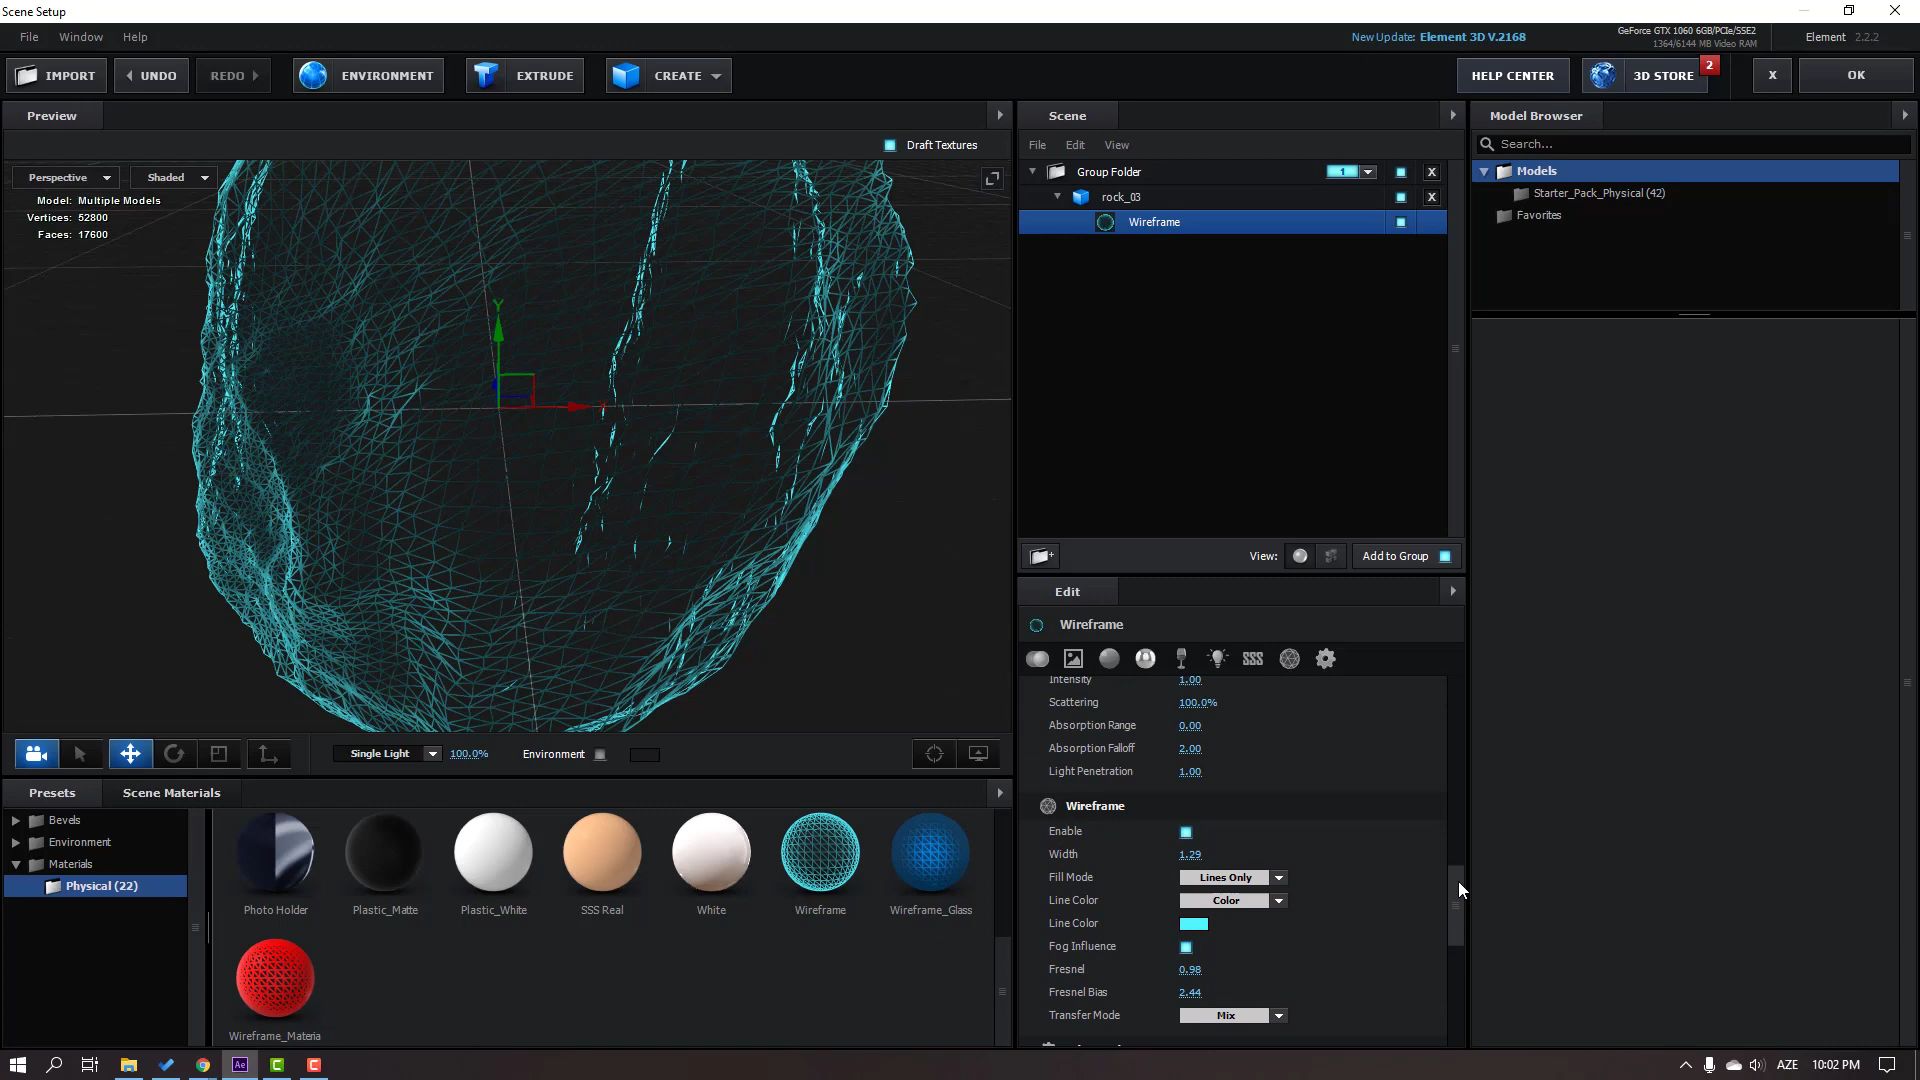 Scene Setup
File Window Help
New Update: Element 3D V.2168
GeForce GTX 1060 6GB/PCIe/SSE2
1364/6144 MB Video RAM
Element 2.2.2
IMPORT UNDO REDO ENVIRONMENT EXTRUDE CREATE HELP CENTER 3D STORE 2 X OK
Preview
Draft Textures
Perspective Shaded
Model: Multiple Models
Vertices: 52800
Faces: 17600
Y
X
Single Light 100.0% Environment
Scene
File Edit View
Group Folder 1 X
rock_03 X
Wireframe
View: Add to Group
Model Browser
Search...
Models
Starter_Pack_Physical (42)
Favorites
Edit
Wireframe
Intensity 1.00
Scattering 100.0%
Absorption Range 0.00
Absorption Falloff 2.00
Light Penetration 1.00
Wireframe
Enable
Width 1.29
Fill Mode Lines Only
Line Color Color
Line Color
Fog Influence
Fresnel 0.98
Fresnel Bias 2.44
Transfer Mode Mix
Presets Scene Materials
Bevels
Environment
Materials
Physical (22)
Photo Holder Plastic_Matte Plastic_White SSS Real White Wireframe Wireframe_Glass
Wireframe_Materia
Ae C C
AZE 10:02 PM